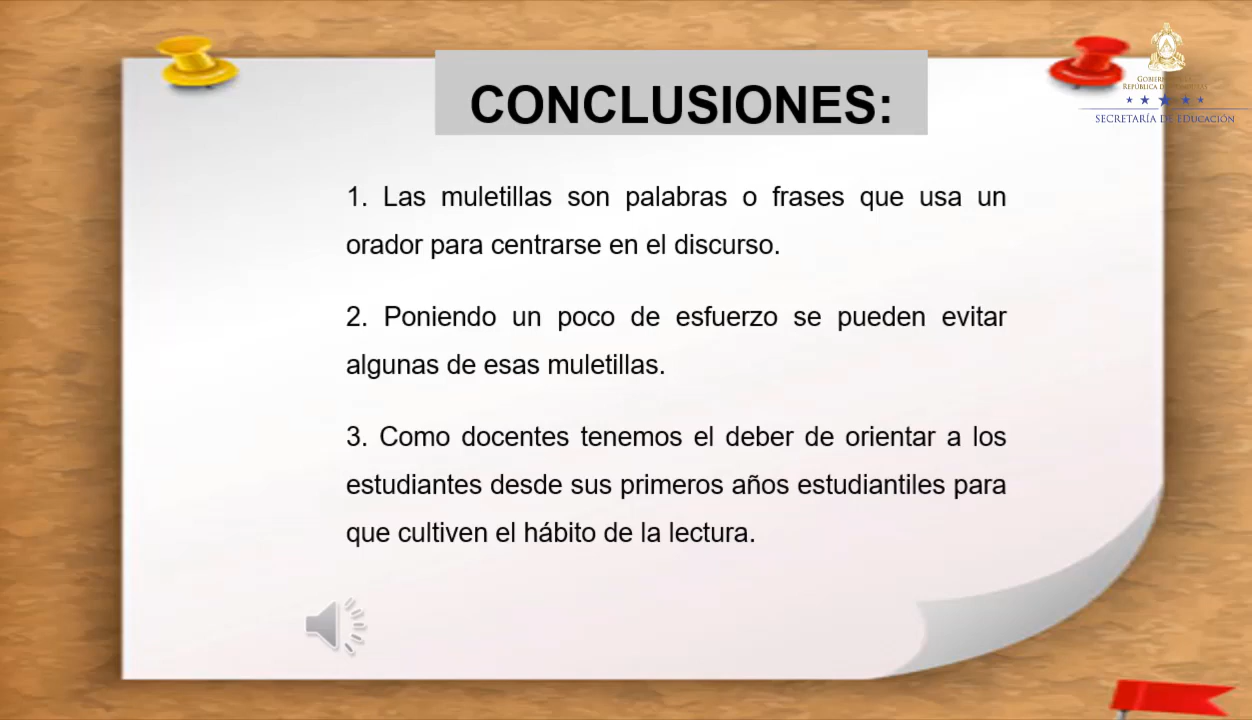 CONCLUSIONES:
1. Las muletillas son palabras o frases que usa un
orador para centrarse en el discurso.
2. Poniendo un poco de esfuerzo se pueden evitar
algunas de esas muletillas.
3. Como docentes tenemos el deber de orientar a los
estudiantes desde sus primeros años estudiantiles para
que cultiven el hábito de la lectura.
SECRETARÍA DE EDUCACIÓN